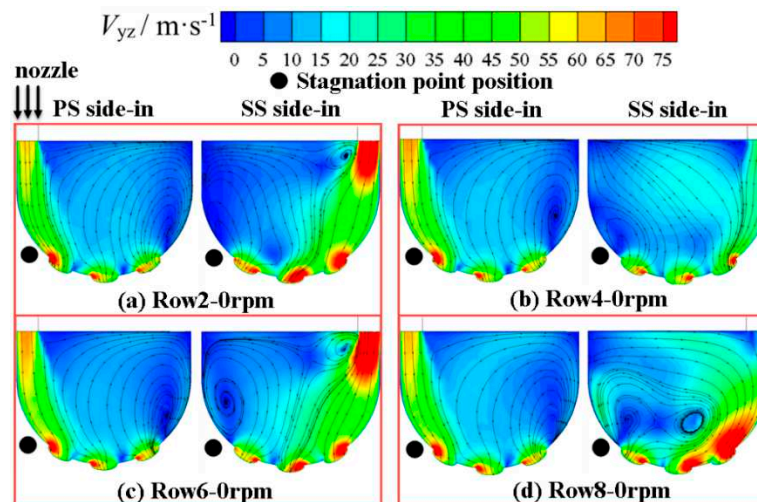 Vyz / m·s-1
0 5 10 15 20 25 30 35 40 45 50 55 60 65 70 75
Stagnation point position
nozzle
PS side-in SS side-in PS side-in SS side-in
(a) Row2-0rpm (b) Row4-0rpm
(c) Row6-0rpm (d) Row8-0rpm